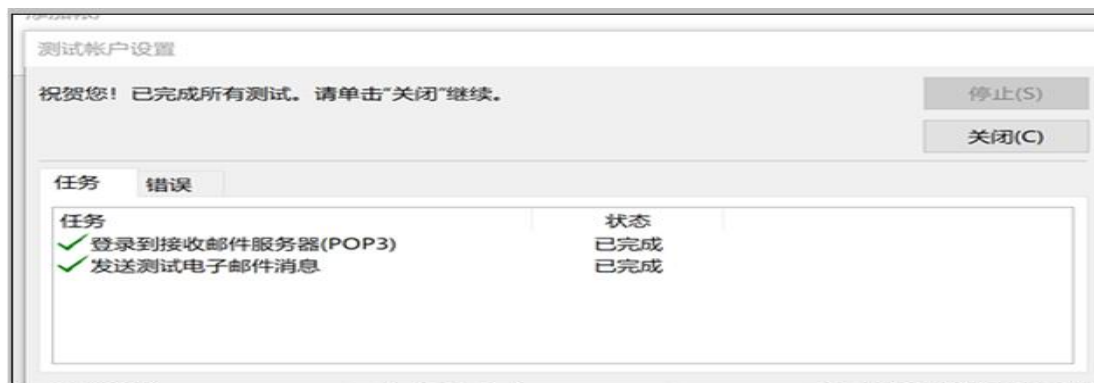 测试帐户设置
祝贺您！已完成所有测试。请单击"关闭"继续。
停止(S)
关闭(C)
任务 错误
任务 状态
登录到接收邮件服务器(POP3) 已完成
发送测试电子邮件消息 已完成